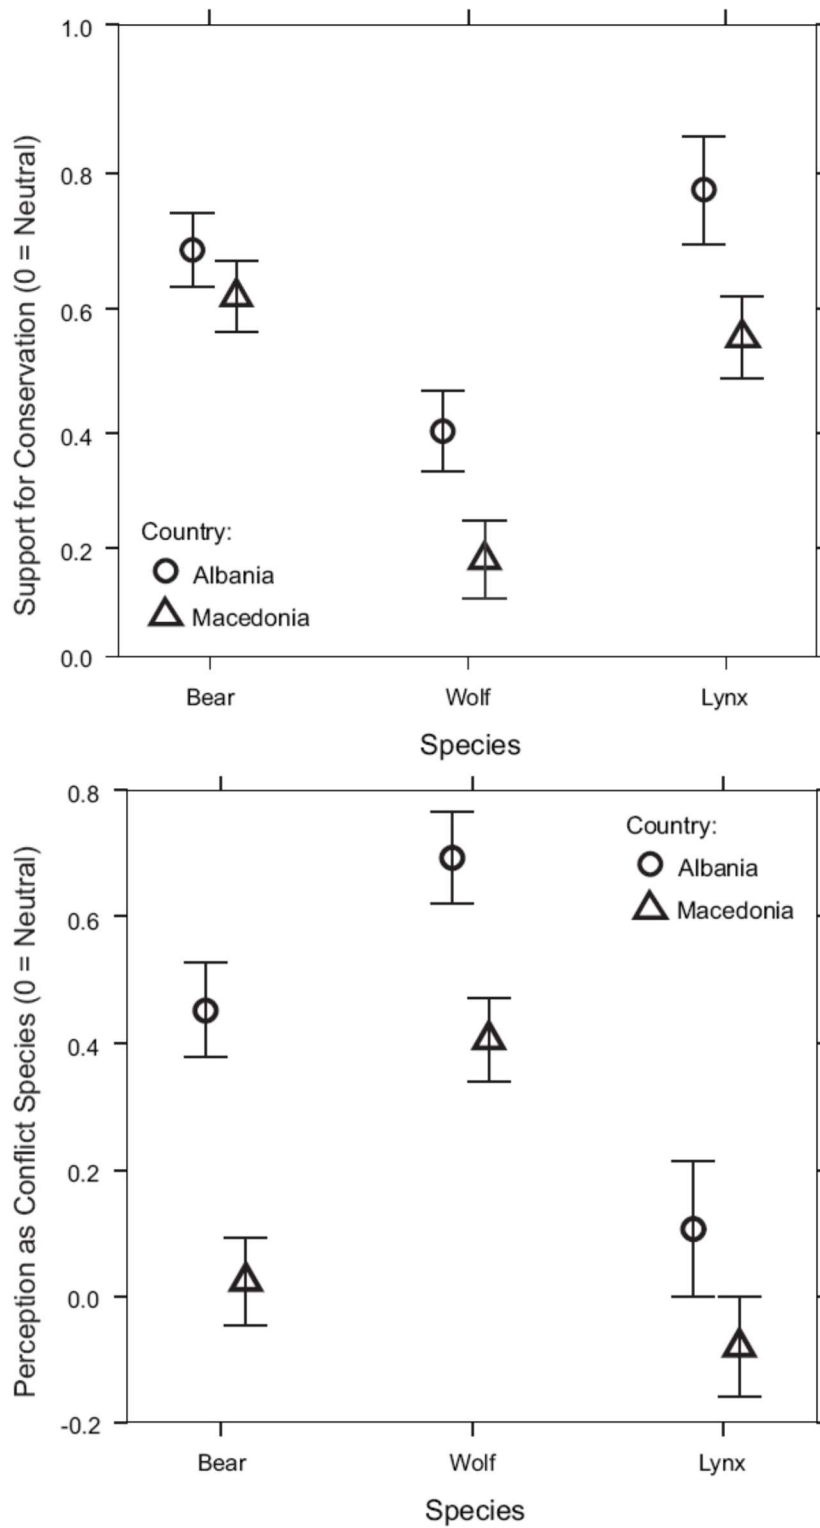 Support for Conservation (0 = Neutral)
1.0
0.8
0.6
0.4
0.2
0.0
Country:
Albania
Macedonia
Bear
Wolf
Lynx
Species
Perception as Conflict Species (0 = Neutral)
0.8
0.6
0.4
0.2
0.0
-0.2
Country:
Albania
Macedonia
Bear
Wolf
Lynx
Species